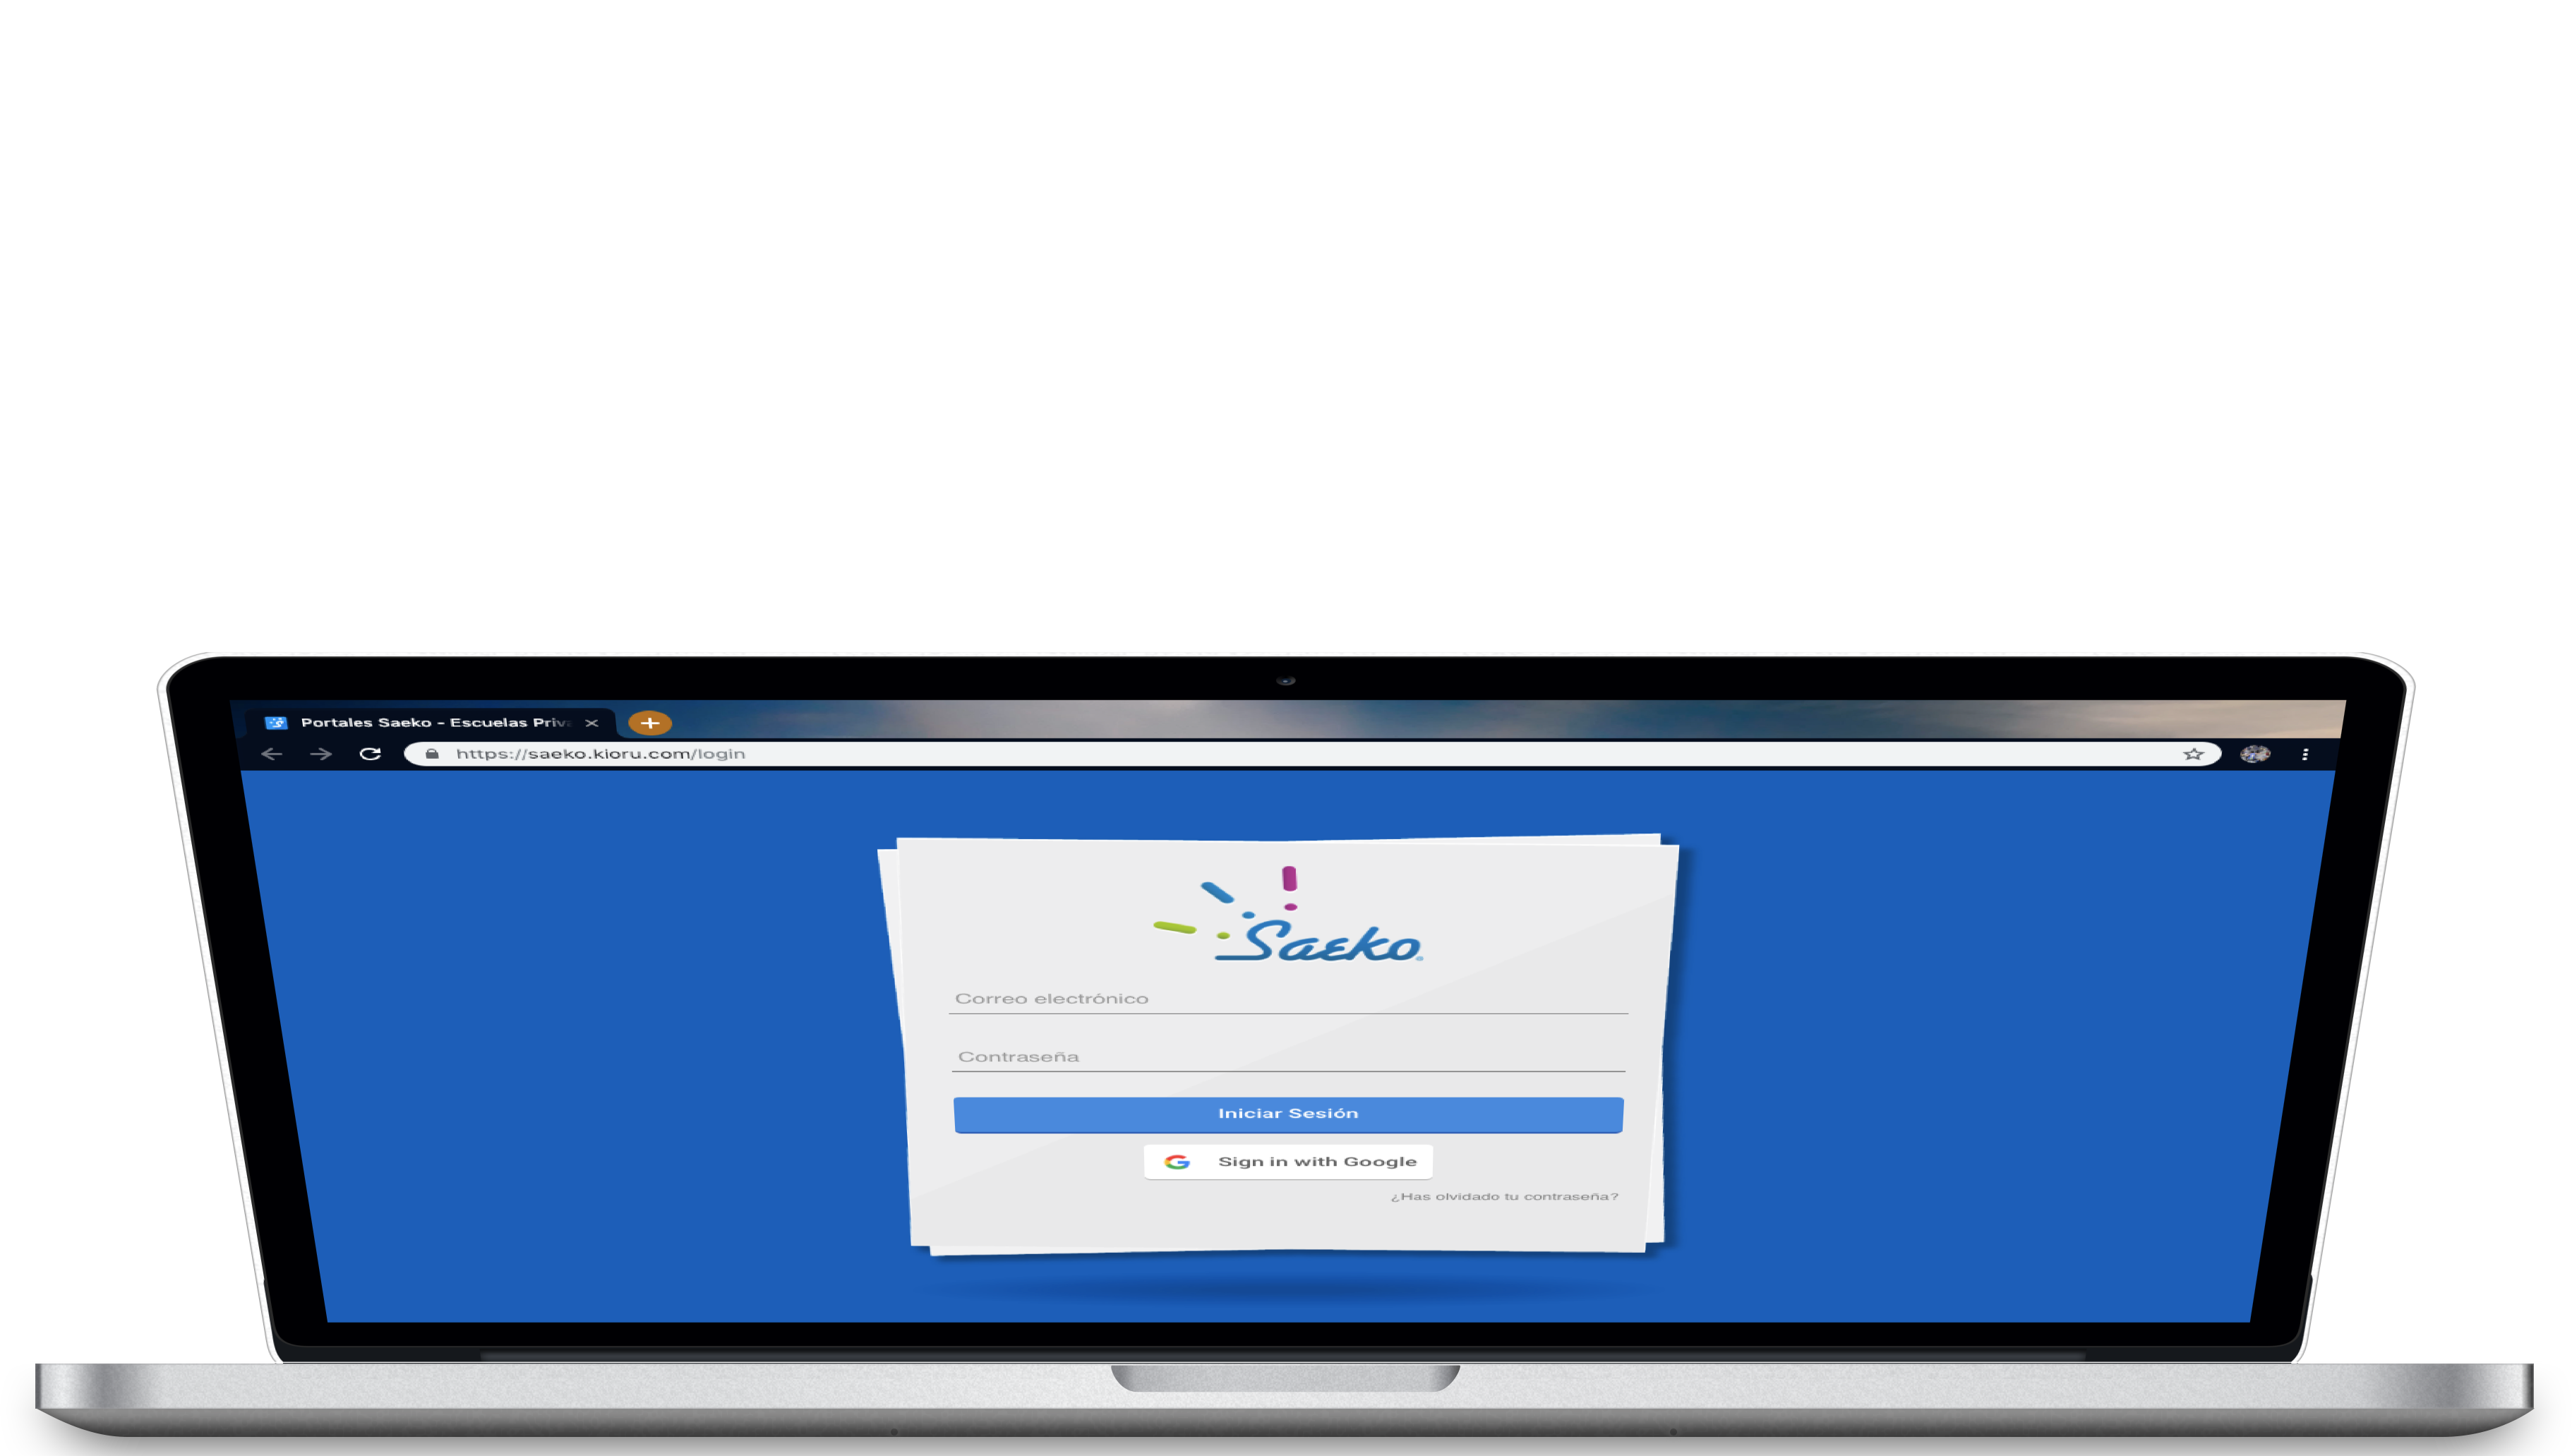 Portales Saeko - Escuelas Priv
https://saeko.kioru.com/login
Saeko
Correo electrónico
Contraseña
Iniciar Sesión
Sign in with Google
¿Has olvidado tu contraseña?